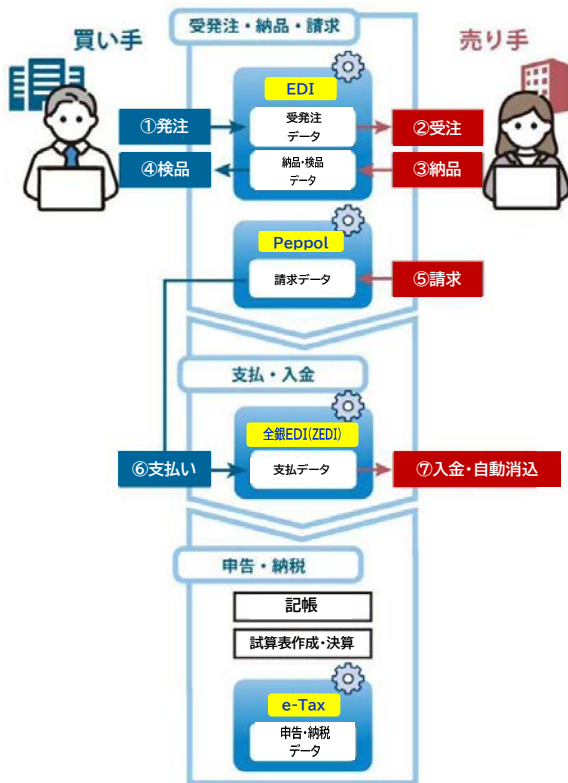 受発注・納品・請求
買い手
売り手
EDI
①発注
受発注
データ
②受注
④検品
納品・検品
データ
③納品
Peppol
請求データ
⑤請求
支払・入金
全銀EDI(ZEDI)
⑥支払い
支払データ
⑦入金・自動消込
申告・納税
記帳
試算表作成・決算
e-Tax
申告・納税
データ